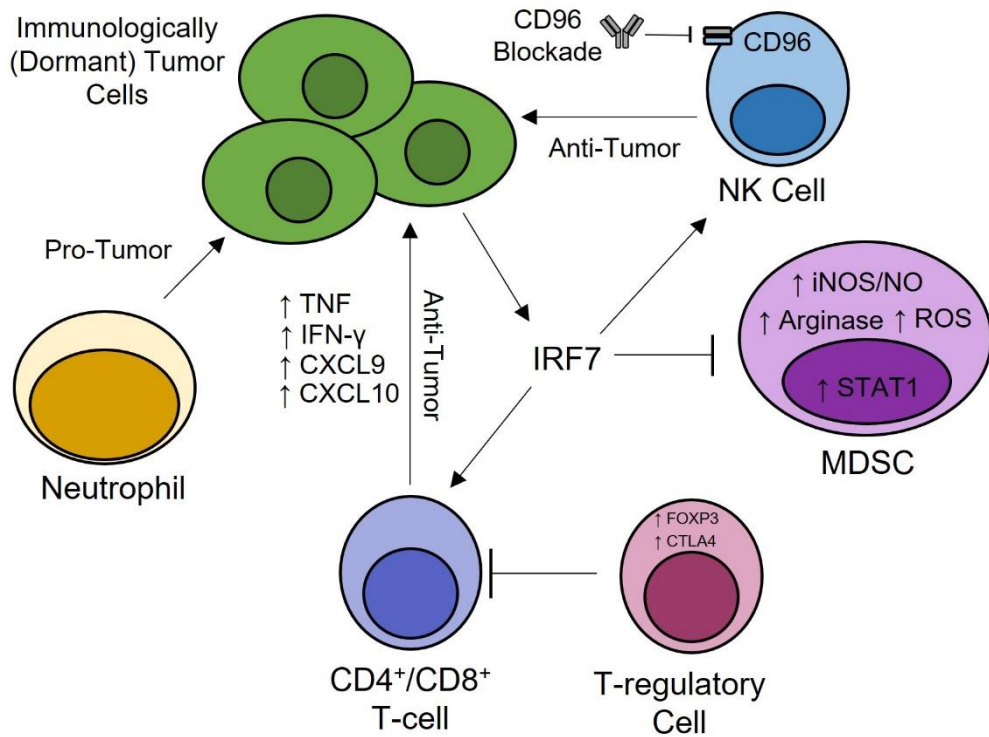 Immunologically
(Dormant) Tumor
Cells
CD96
Blockade
CD96
Anti-Tumor
NK Cell
Pro-Tumor
↑ TNF
↑ IFN-γ
↑ CXCL9
↑ CXCL10
Anti-Tumor
IRF7
↑ iNOS/NO
↑ Arginase ↑ ROS
↑ STAT1
MDSC
Neutrophil
↑ FOXP3
↑ CTLA4
CD4⁺/CD8⁺
T-cell
T-regulatory
Cell